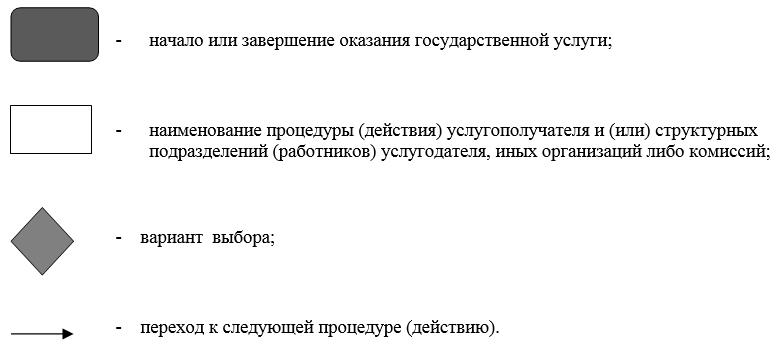 - начало или завершение оказания государственной услуги;
- наименование процедуры (действия) услугополучателя и (или) структурных
подразделений (работников) услугодателя, иных организаций либо комиссий;
- вариант выбора;
- переход к следующей процедуре (действию).